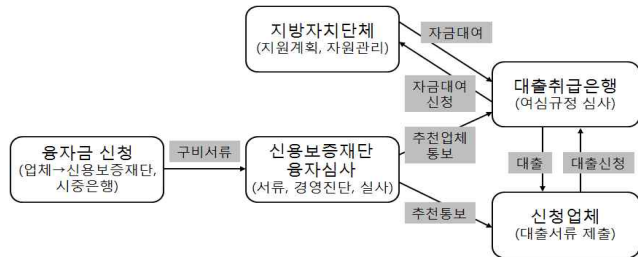 지방자치단체
(지원계획, 자원관리)
자금대여
자금대여
신청
대출취급은행
(여심규정 심사)
융자금 신청
(업체→신용보증재단,
시중은행)
구비서류
신용보증재단
융자심사
(서류, 경영진단, 실사)
추천업체
통보
추천통보
대출
대출신청
신청업체
(대출서류 제출)